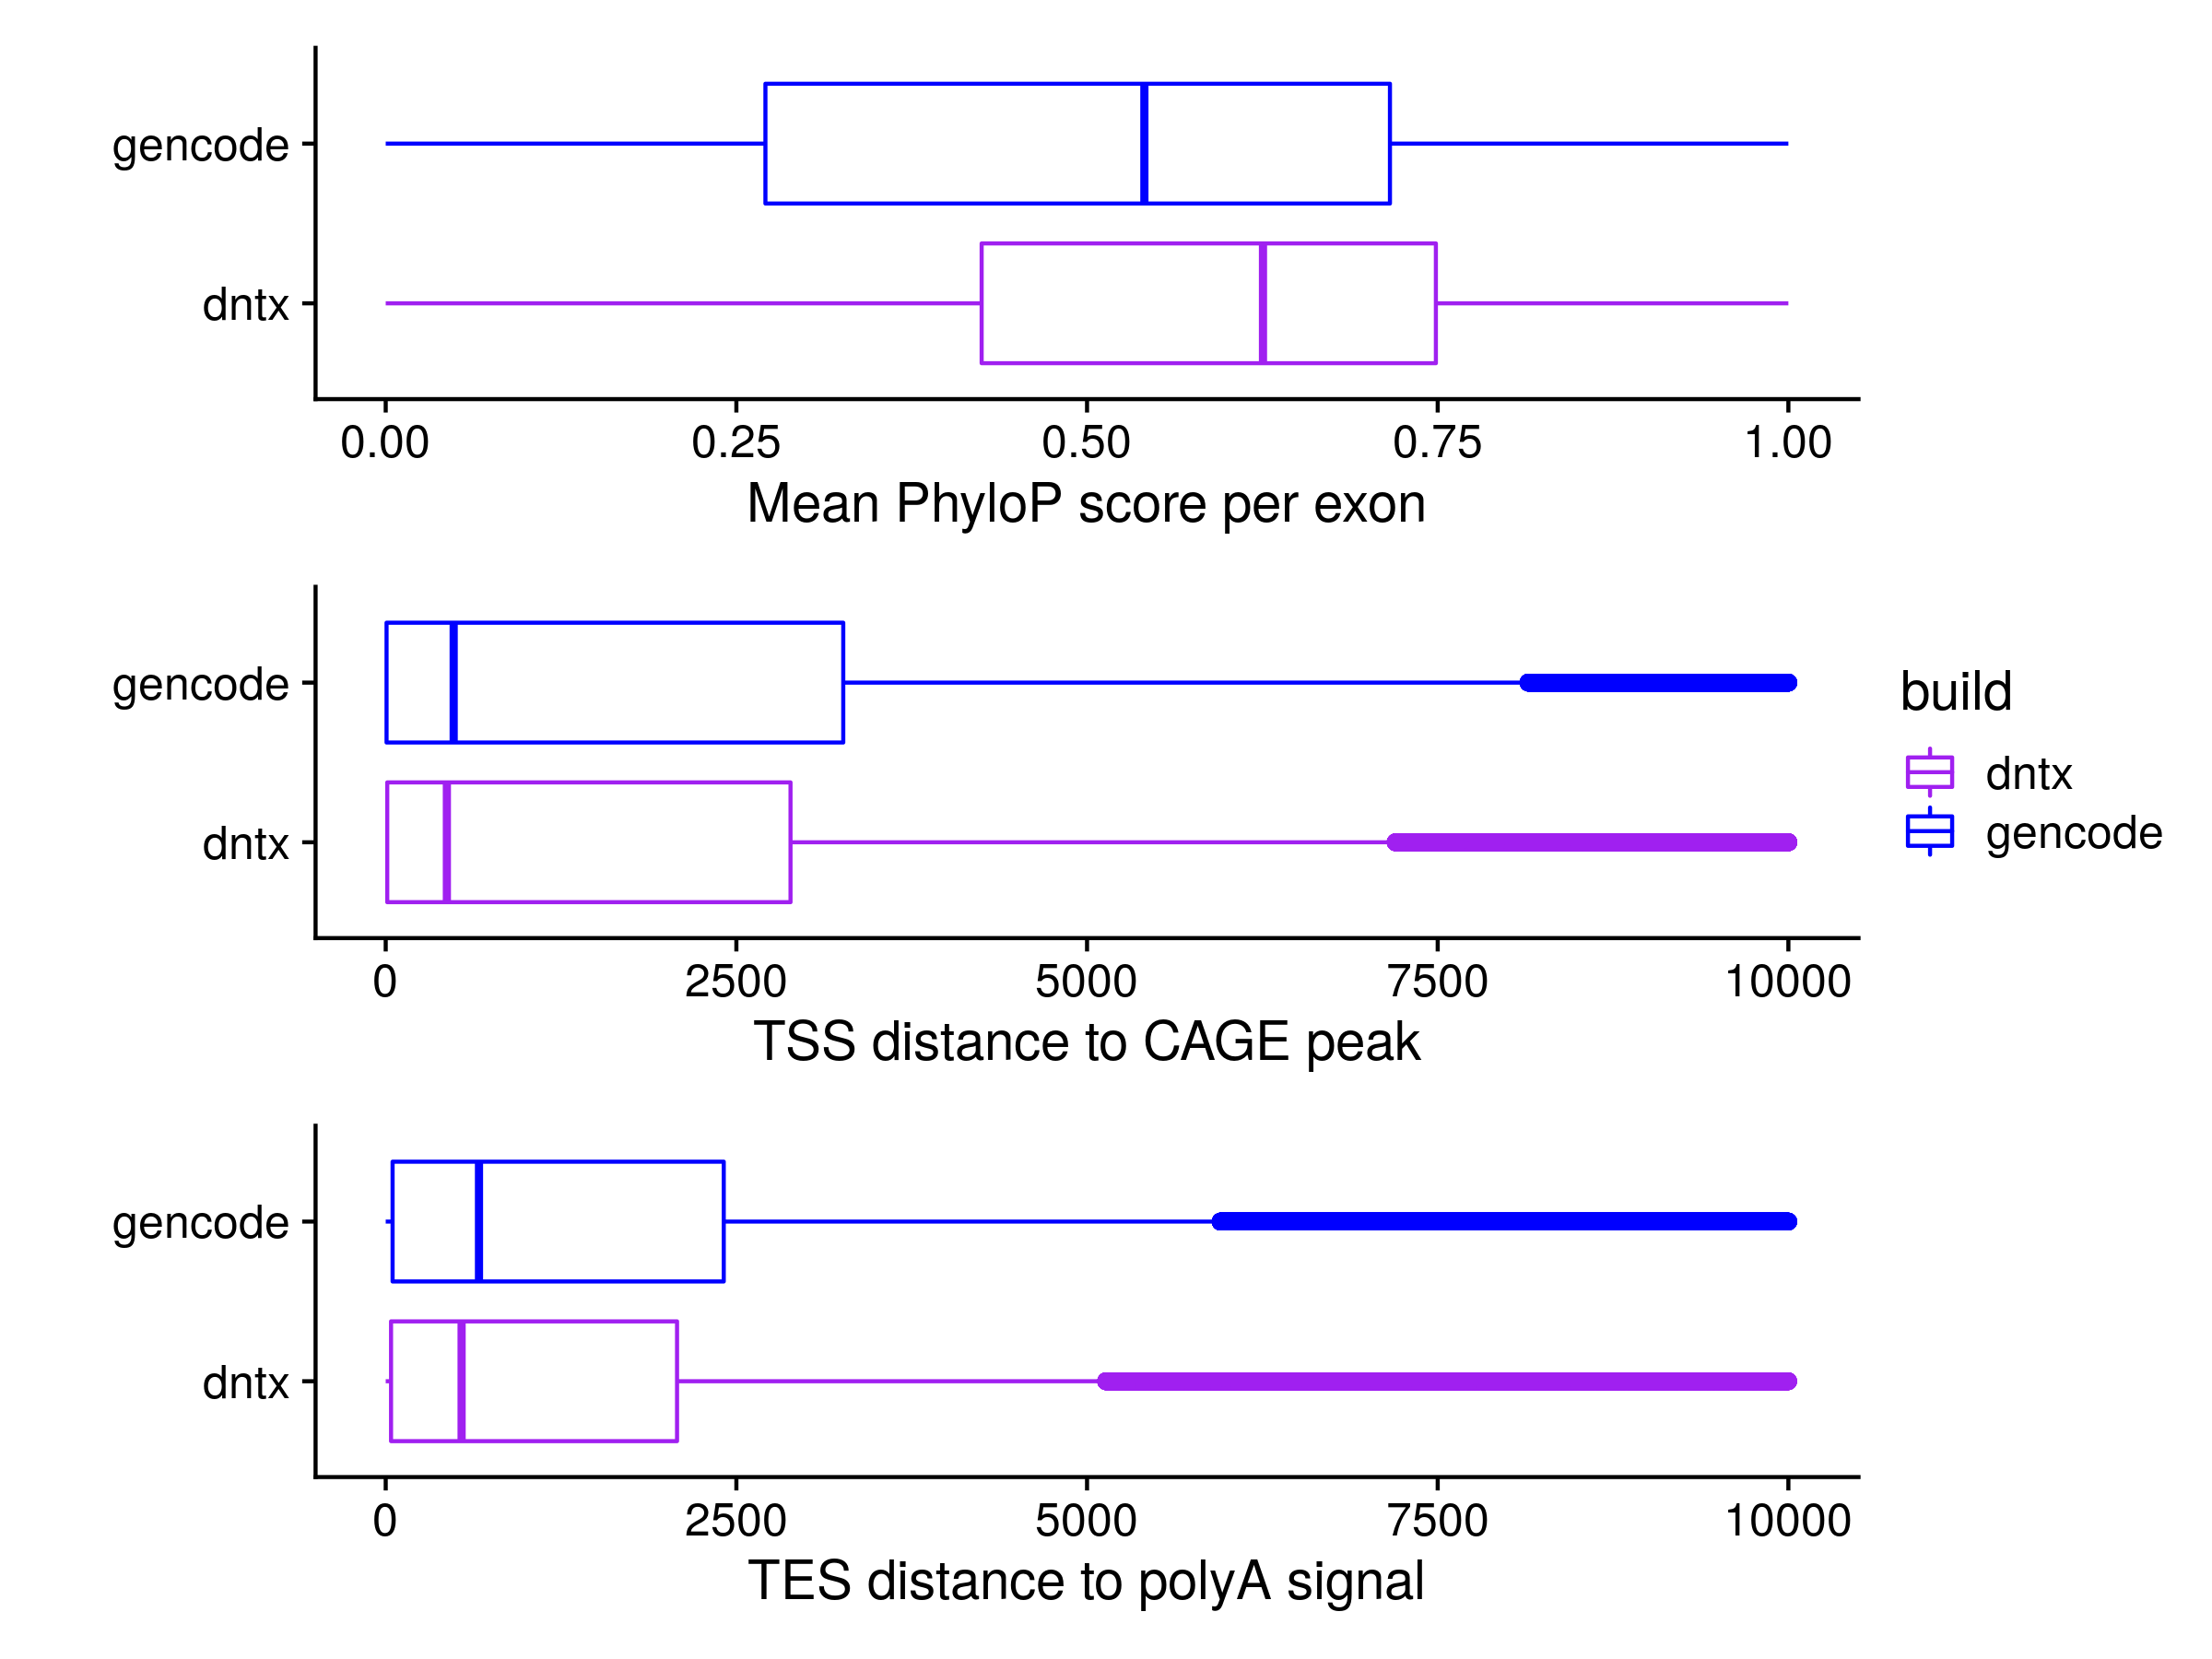 gencode
dntx
0.00 0.25 0.50 0.75 1.00
Mean PhyloP score per exon
gencode
dntx
0 2500 5000 7500 10000
TSS distance to CAGE peak
build
dntx
gencode
gencode
dntx
0 2500 5000 7500 10000
TES distance to polyA signal